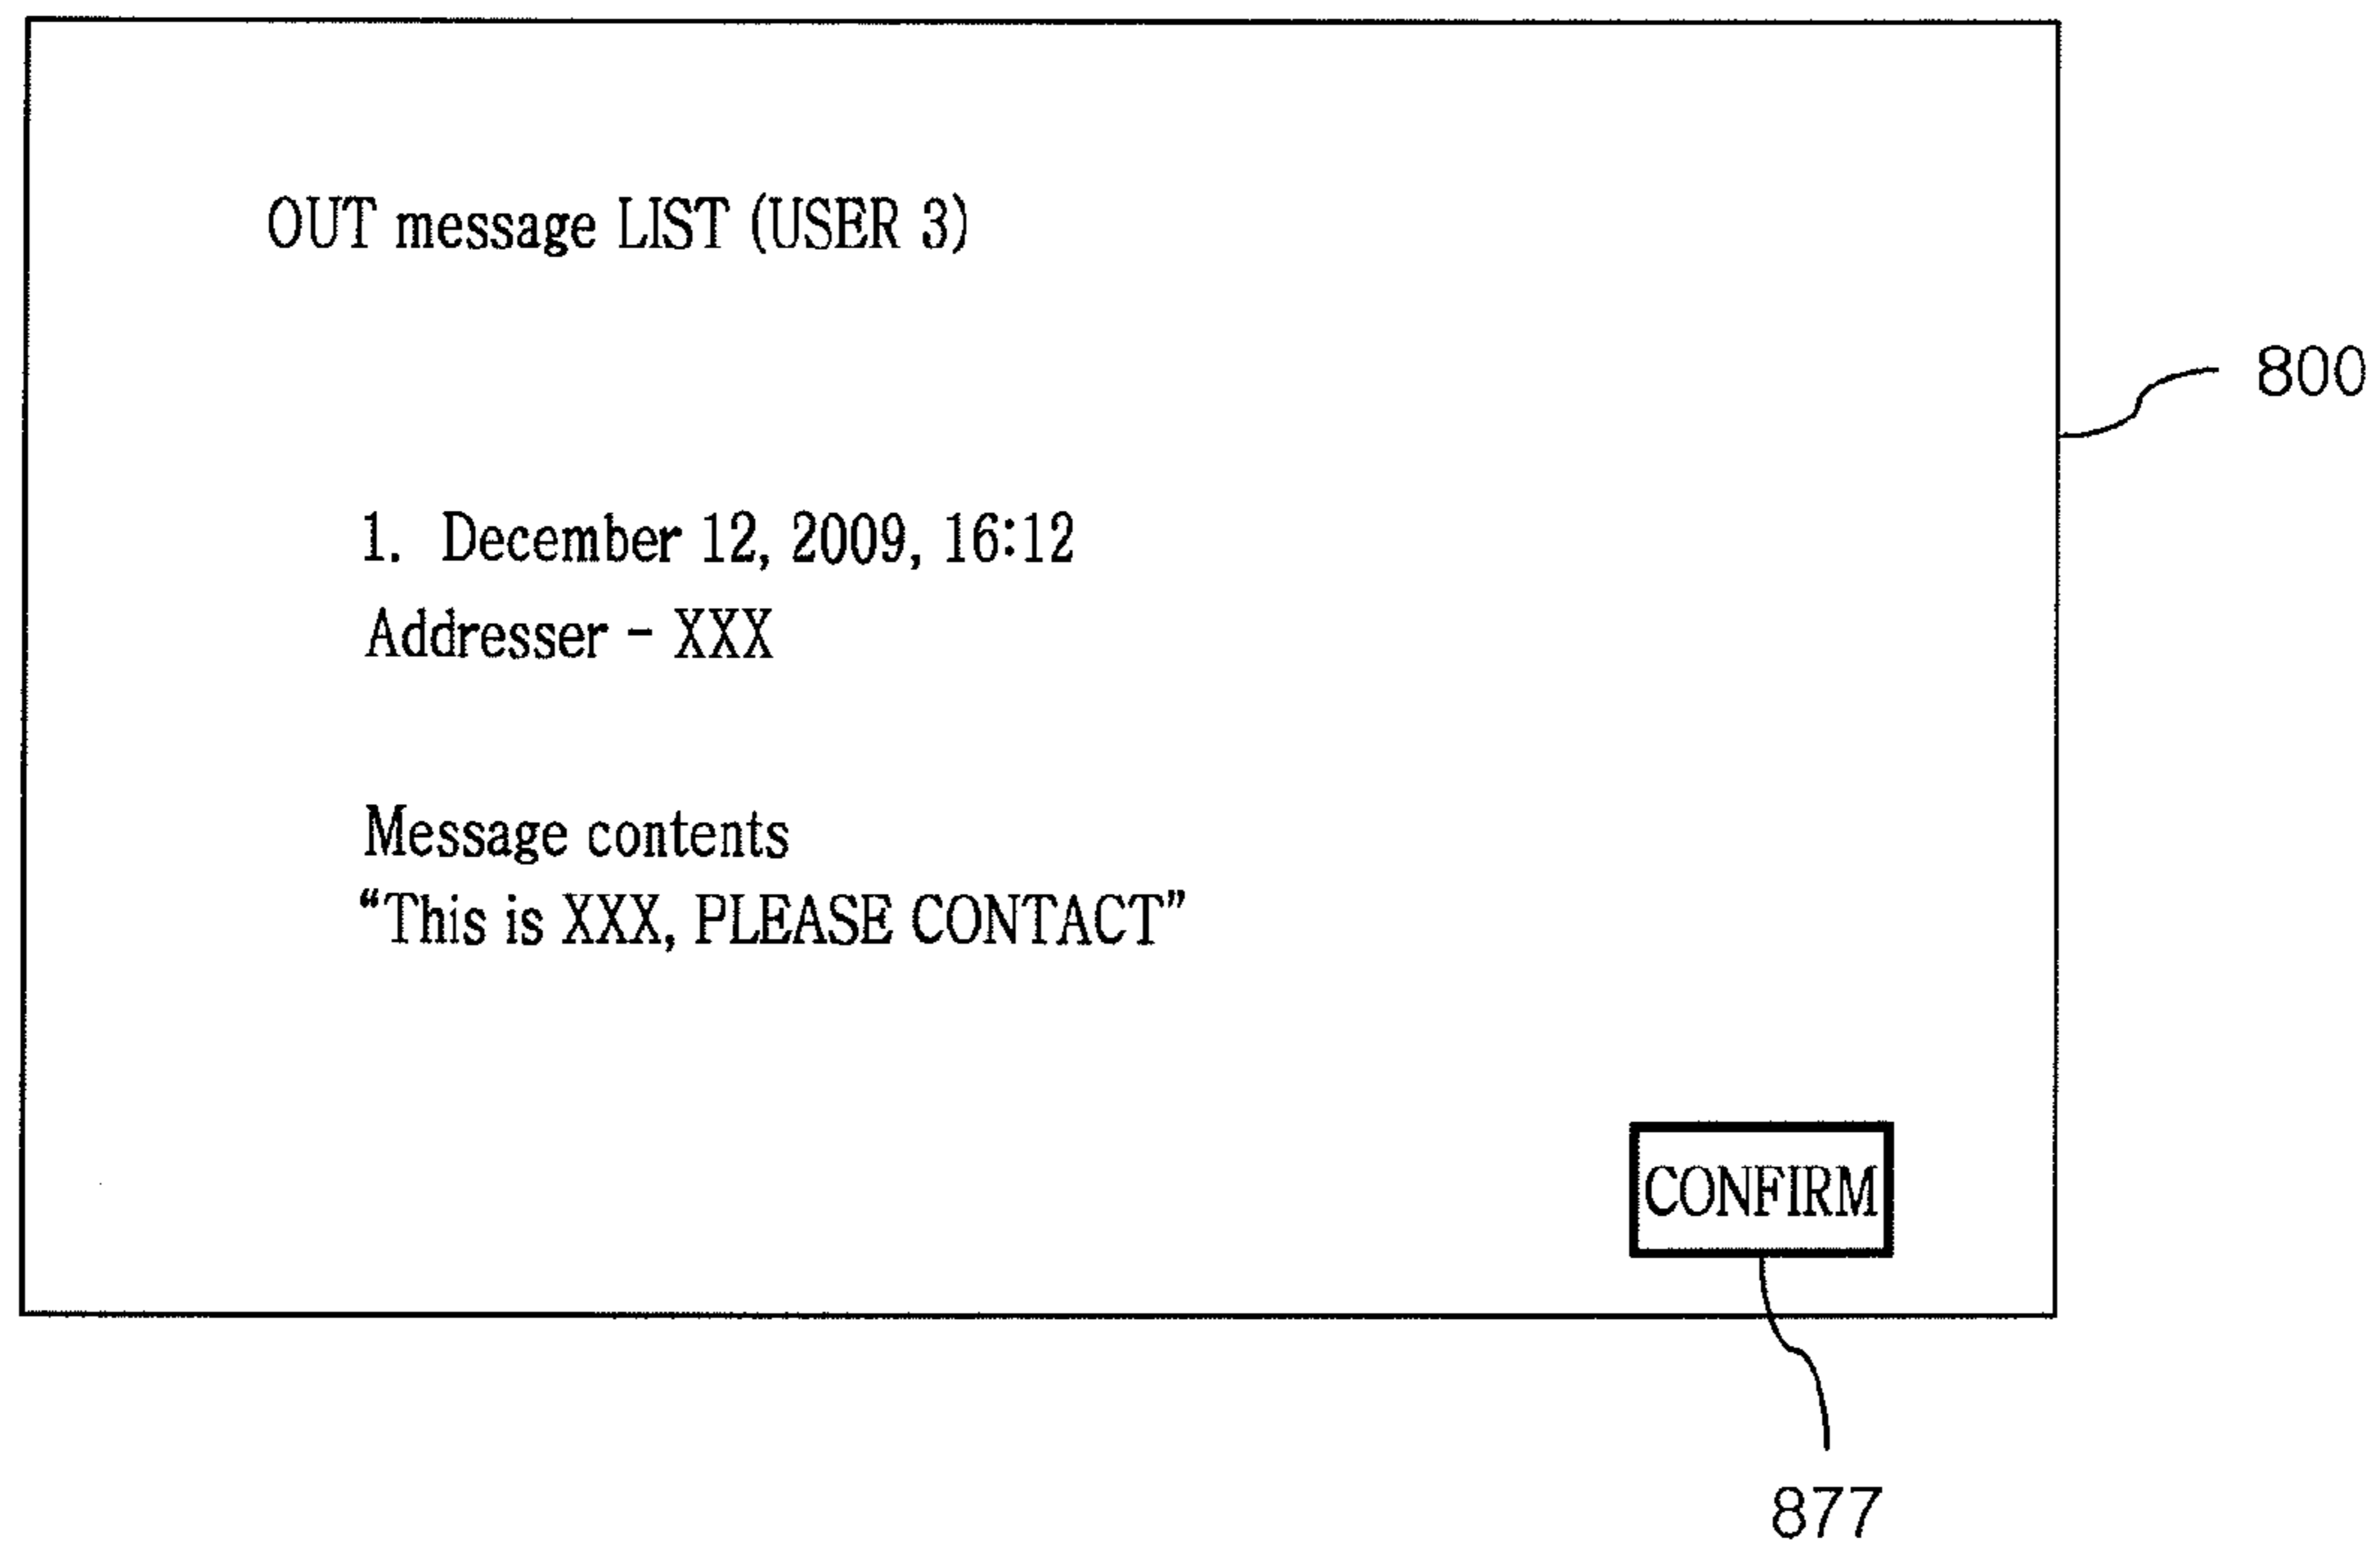 OUT message LIST (USER 3)
800
1. December 12, 2009, 16:12
Addresser - XXX
Message contents
“This is XXX, PLEASE CONTACT”
CONFIRM
877